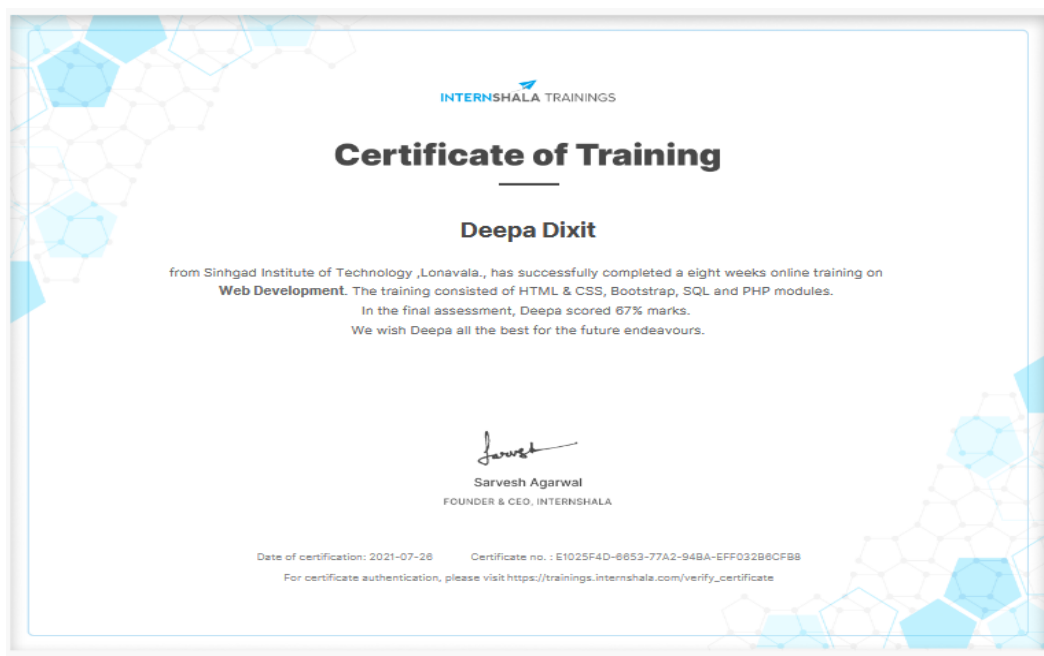 INTERNSHALA TRAININGS
Certificate of Training
Deepa Dixit
from Sinhgad Institute of Technology ,Lonavala., has successfully completed a eight weeks online training on
Web Development. The training consisted of HTML & CSS, Bootstrap, SQL and PHP modules.
In the final assessment, Deepa scored 67% marks.
We wish Deepa all the best for the future endeavours.
Sarvesh
Sarvesh Agarwal
FOUNDER & CEO, INTERNSHALA
Date of certification: 2021-07-26 Certificate no. : E1025F4D-6653-77A2-94BA-EFF032B6CFB8
For certificate authentication, please visit https://trainings.internshala.com/verify_certificate